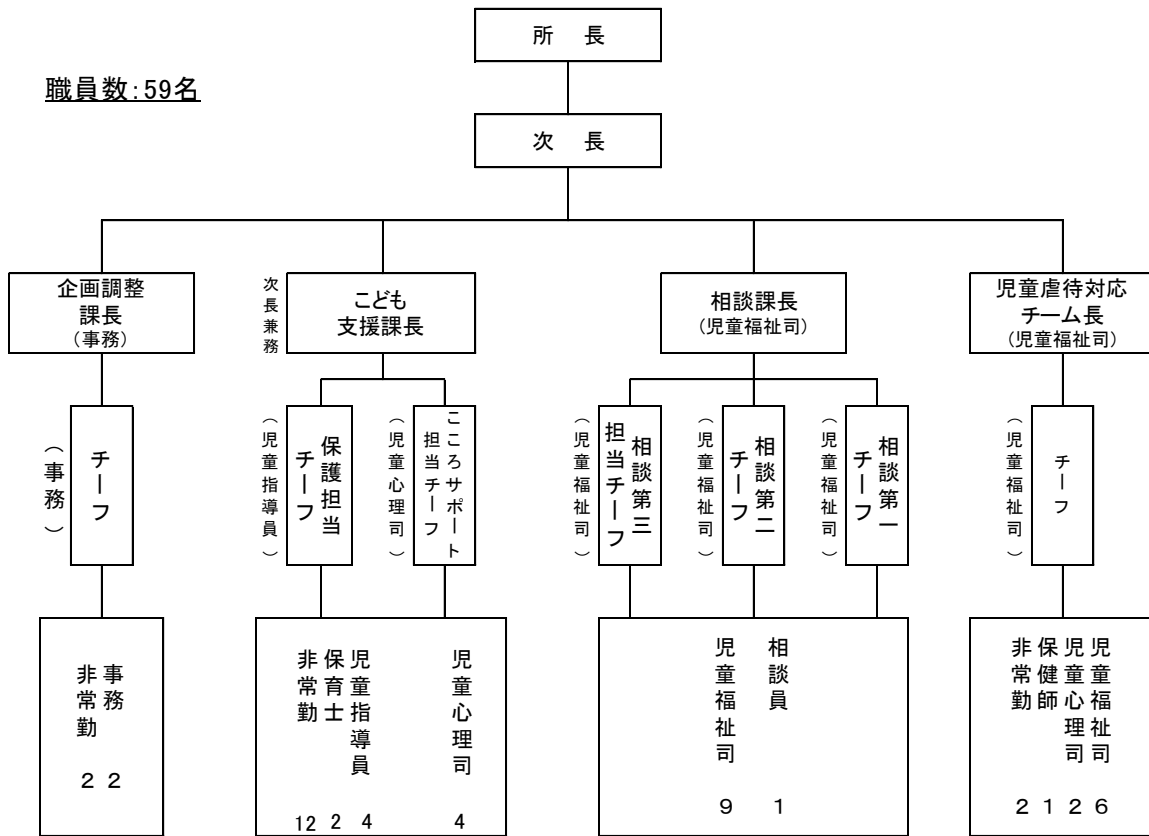 所　長
職員数：59名
次　長
企画調整
課長
（事務）
次長兼務
こども
支援課長
相談課長
（児童福祉司）
児童虐待対応
チーム長
（児童福祉司）
（事務）
チーフ
（児童指導員）
保護担当
チーフ
（児童心理司）
こころサポート
担当チーフ
（児童福祉司）
相談第三
担当チーフ
（児童福祉司）
相談第二
チーフ
（児童福祉司）
相談第一
チーフ
（児童福祉司）
チーフ
事務　2
非常勤　2
児童心理司　4
児童指導員　4
保育士　2
非常勤　12
相談員　1
児童福祉司　9
児童福祉司　6
児童心理司　2
保健師　1
非常勤　2